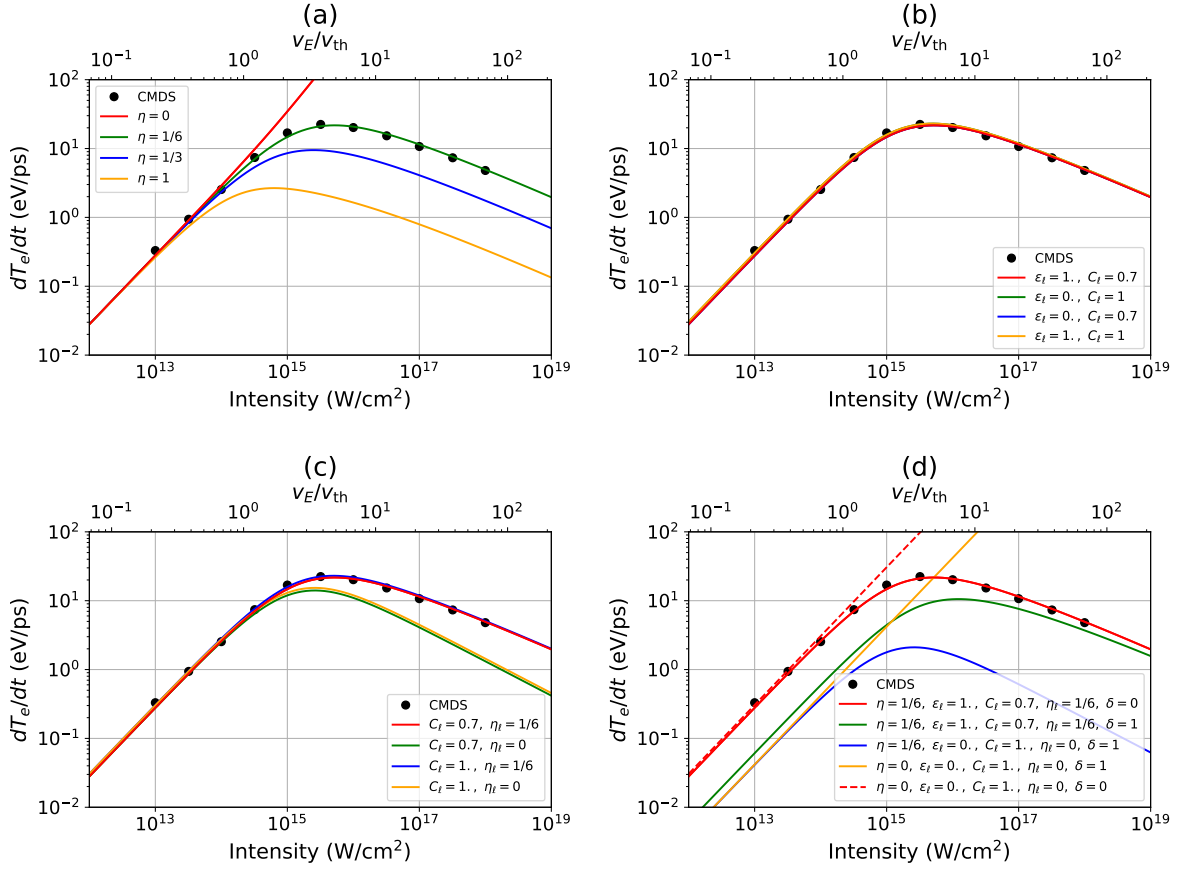 (a)
v_E/v_th
10^−1 10^0 10^1 10^2
10^2
10^1
10^0
10^−1
10^−2
dT_e/dt (eV/ps)
CMDS
η = 0
η = 1/6
η = 1/3
η = 1
10^13 10^15 10^17 10^19
Intensity (W/cm^2)
(b)
v_E/v_th
10^−1 10^0 10^1 10^2
10^2
10^1
10^0
10^−1
10^−2
dT_e/dt (eV/ps)
CMDS
ε_ℓ = 1. , C_ℓ = 0.7
ε_ℓ = 0. , C_ℓ = 1
ε_ℓ = 0. , C_ℓ = 0.7
ε_ℓ = 1. , C_ℓ = 1
10^13 10^15 10^17 10^19
Intensity (W/cm^2)
(c)
v_E/v_th
10^−1 10^0 10^1 10^2
10^2
10^1
10^0
10^−1
10^−2
dT_e/dt (eV/ps)
CMDS
C_ℓ = 0.7, η_ℓ = 1/6
C_ℓ = 0.7, η_ℓ = 0
C_ℓ = 1. , η_ℓ = 1/6
C_ℓ = 1. , η_ℓ = 0
10^13 10^15 10^17 10^19
Intensity (W/cm^2)
(d)
v_E/v_th
10^−1 10^0 10^1 10^2
10^2
10^1
10^0
10^−1
10^−2
dT_e/dt (eV/ps)
CMDS
η = 1/6, ε_ℓ = 1. , C_ℓ = 0.7, η_ℓ = 1/6, δ = 0
η = 1/6, ε_ℓ = 1. , C_ℓ = 0.7, η_ℓ = 1/6, δ = 1
η = 1/6, ε_ℓ = 0. , C_ℓ = 1. , η_ℓ = 0, δ = 1
η = 0, ε_ℓ = 0. , C_ℓ = 1. , η_ℓ = 0, δ = 1
η = 0, ε_ℓ = 0. , C_ℓ = 1. , η_ℓ = 0, δ = 0
10^13 10^15 10^17 10^19
Intensity (W/cm^2)